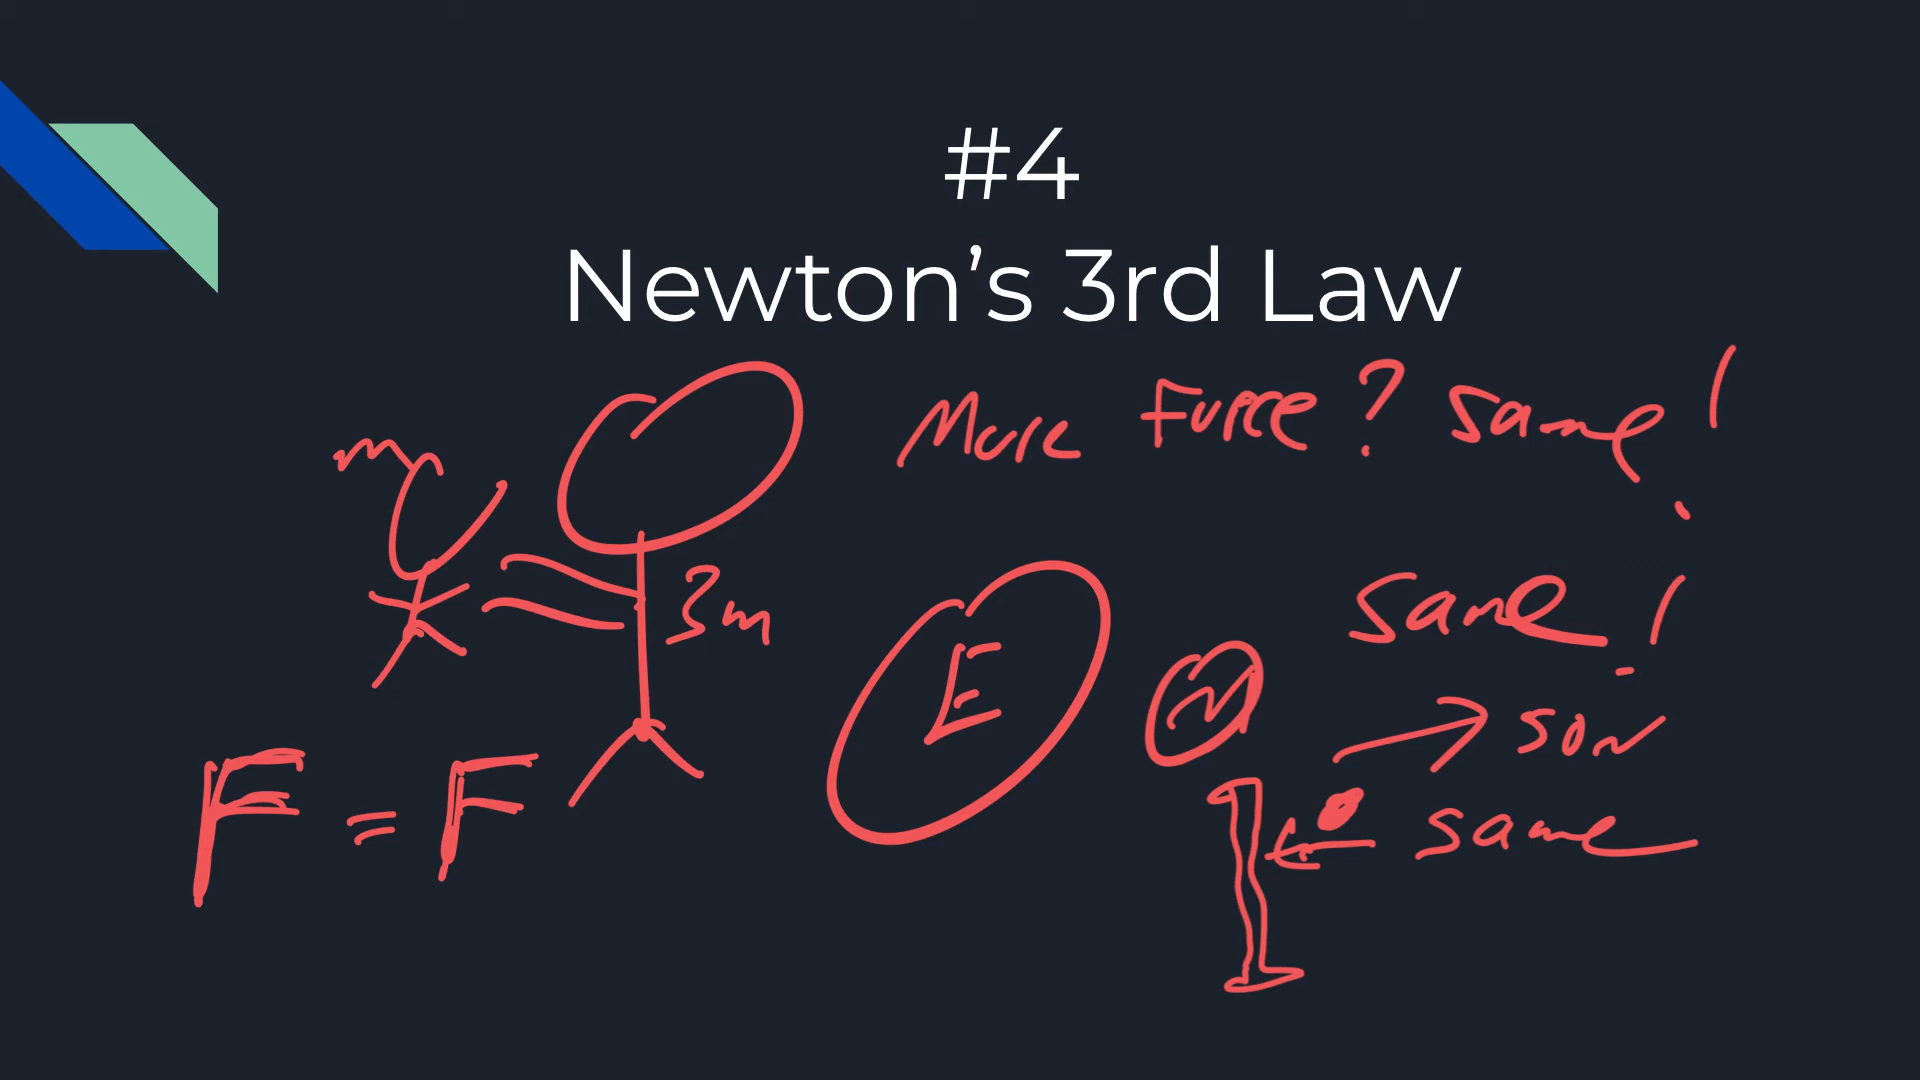 #4
Newton's 3rd Law
More Force? Same!
m
3m
E
M
Same!
50N
same
F = F